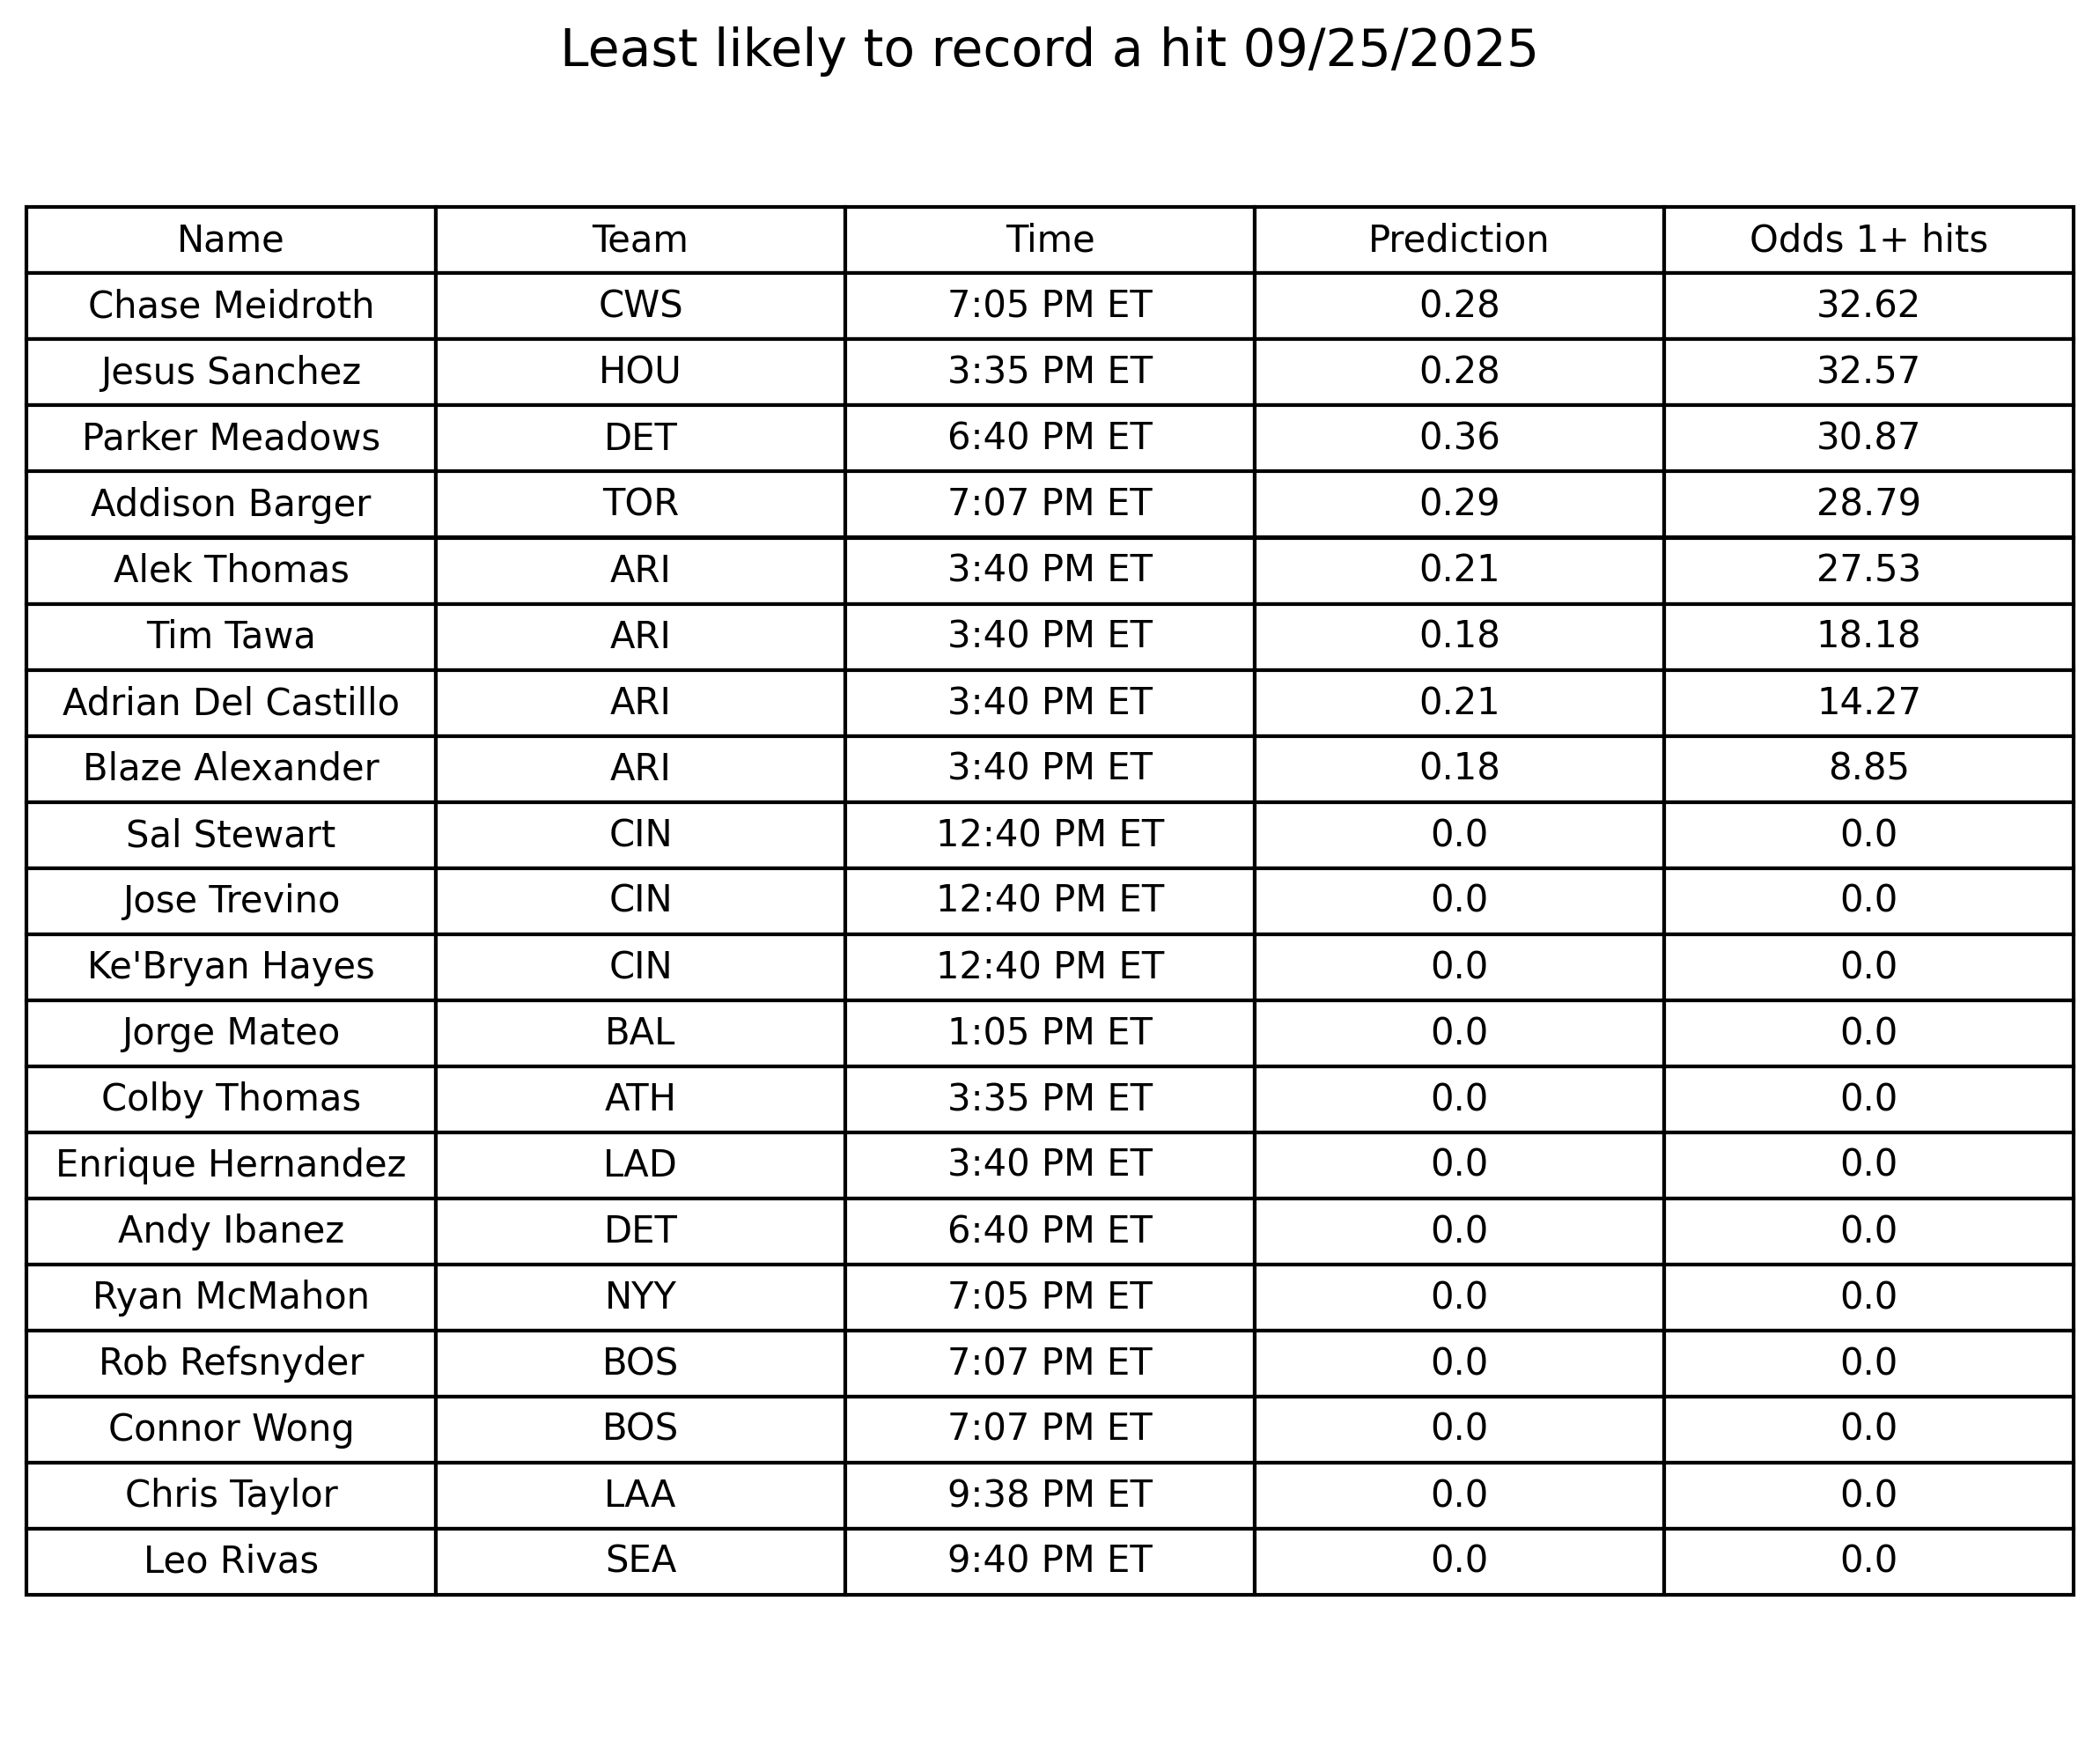 Least likely to record a hit 09/25/2025
Name Team Time Prediction Odds 1+ hits
Chase Meidroth CWS 7:05 PM ET 0.28 32.62
Jesus Sanchez HOU 3:35 PM ET 0.28 32.57
Parker Meadows DET 6:40 PM ET 0.36 30.87
Addison Barger TOR 7:07 PM ET 0.29 28.79
Alek Thomas ARI 3:40 PM ET 0.21 27.53
Tim Tawa ARI 3:40 PM ET 0.18 18.18
Adrian Del Castillo ARI 3:40 PM ET 0.21 14.27
Blaze Alexander ARI 3:40 PM ET 0.18 8.85
Sal Stewart CIN 12:40 PM ET 0.0 0.0
Jose Trevino CIN 12:40 PM ET 0.0 0.0
Ke'Bryan Hayes CIN 12:40 PM ET 0.0 0.0
Jorge Mateo BAL 1:05 PM ET 0.0 0.0
Colby Thomas ATH 3:35 PM ET 0.0 0.0
Enrique Hernandez LAD 3:40 PM ET 0.0 0.0
Andy Ibanez DET 6:40 PM ET 0.0 0.0
Ryan McMahon NYY 7:05 PM ET 0.0 0.0
Rob Refsnyder BOS 7:07 PM ET 0.0 0.0
Connor Wong BOS 7:07 PM ET 0.0 0.0
Chris Taylor LAA 9:38 PM ET 0.0 0.0
Leo Rivas SEA 9:40 PM ET 0.0 0.0